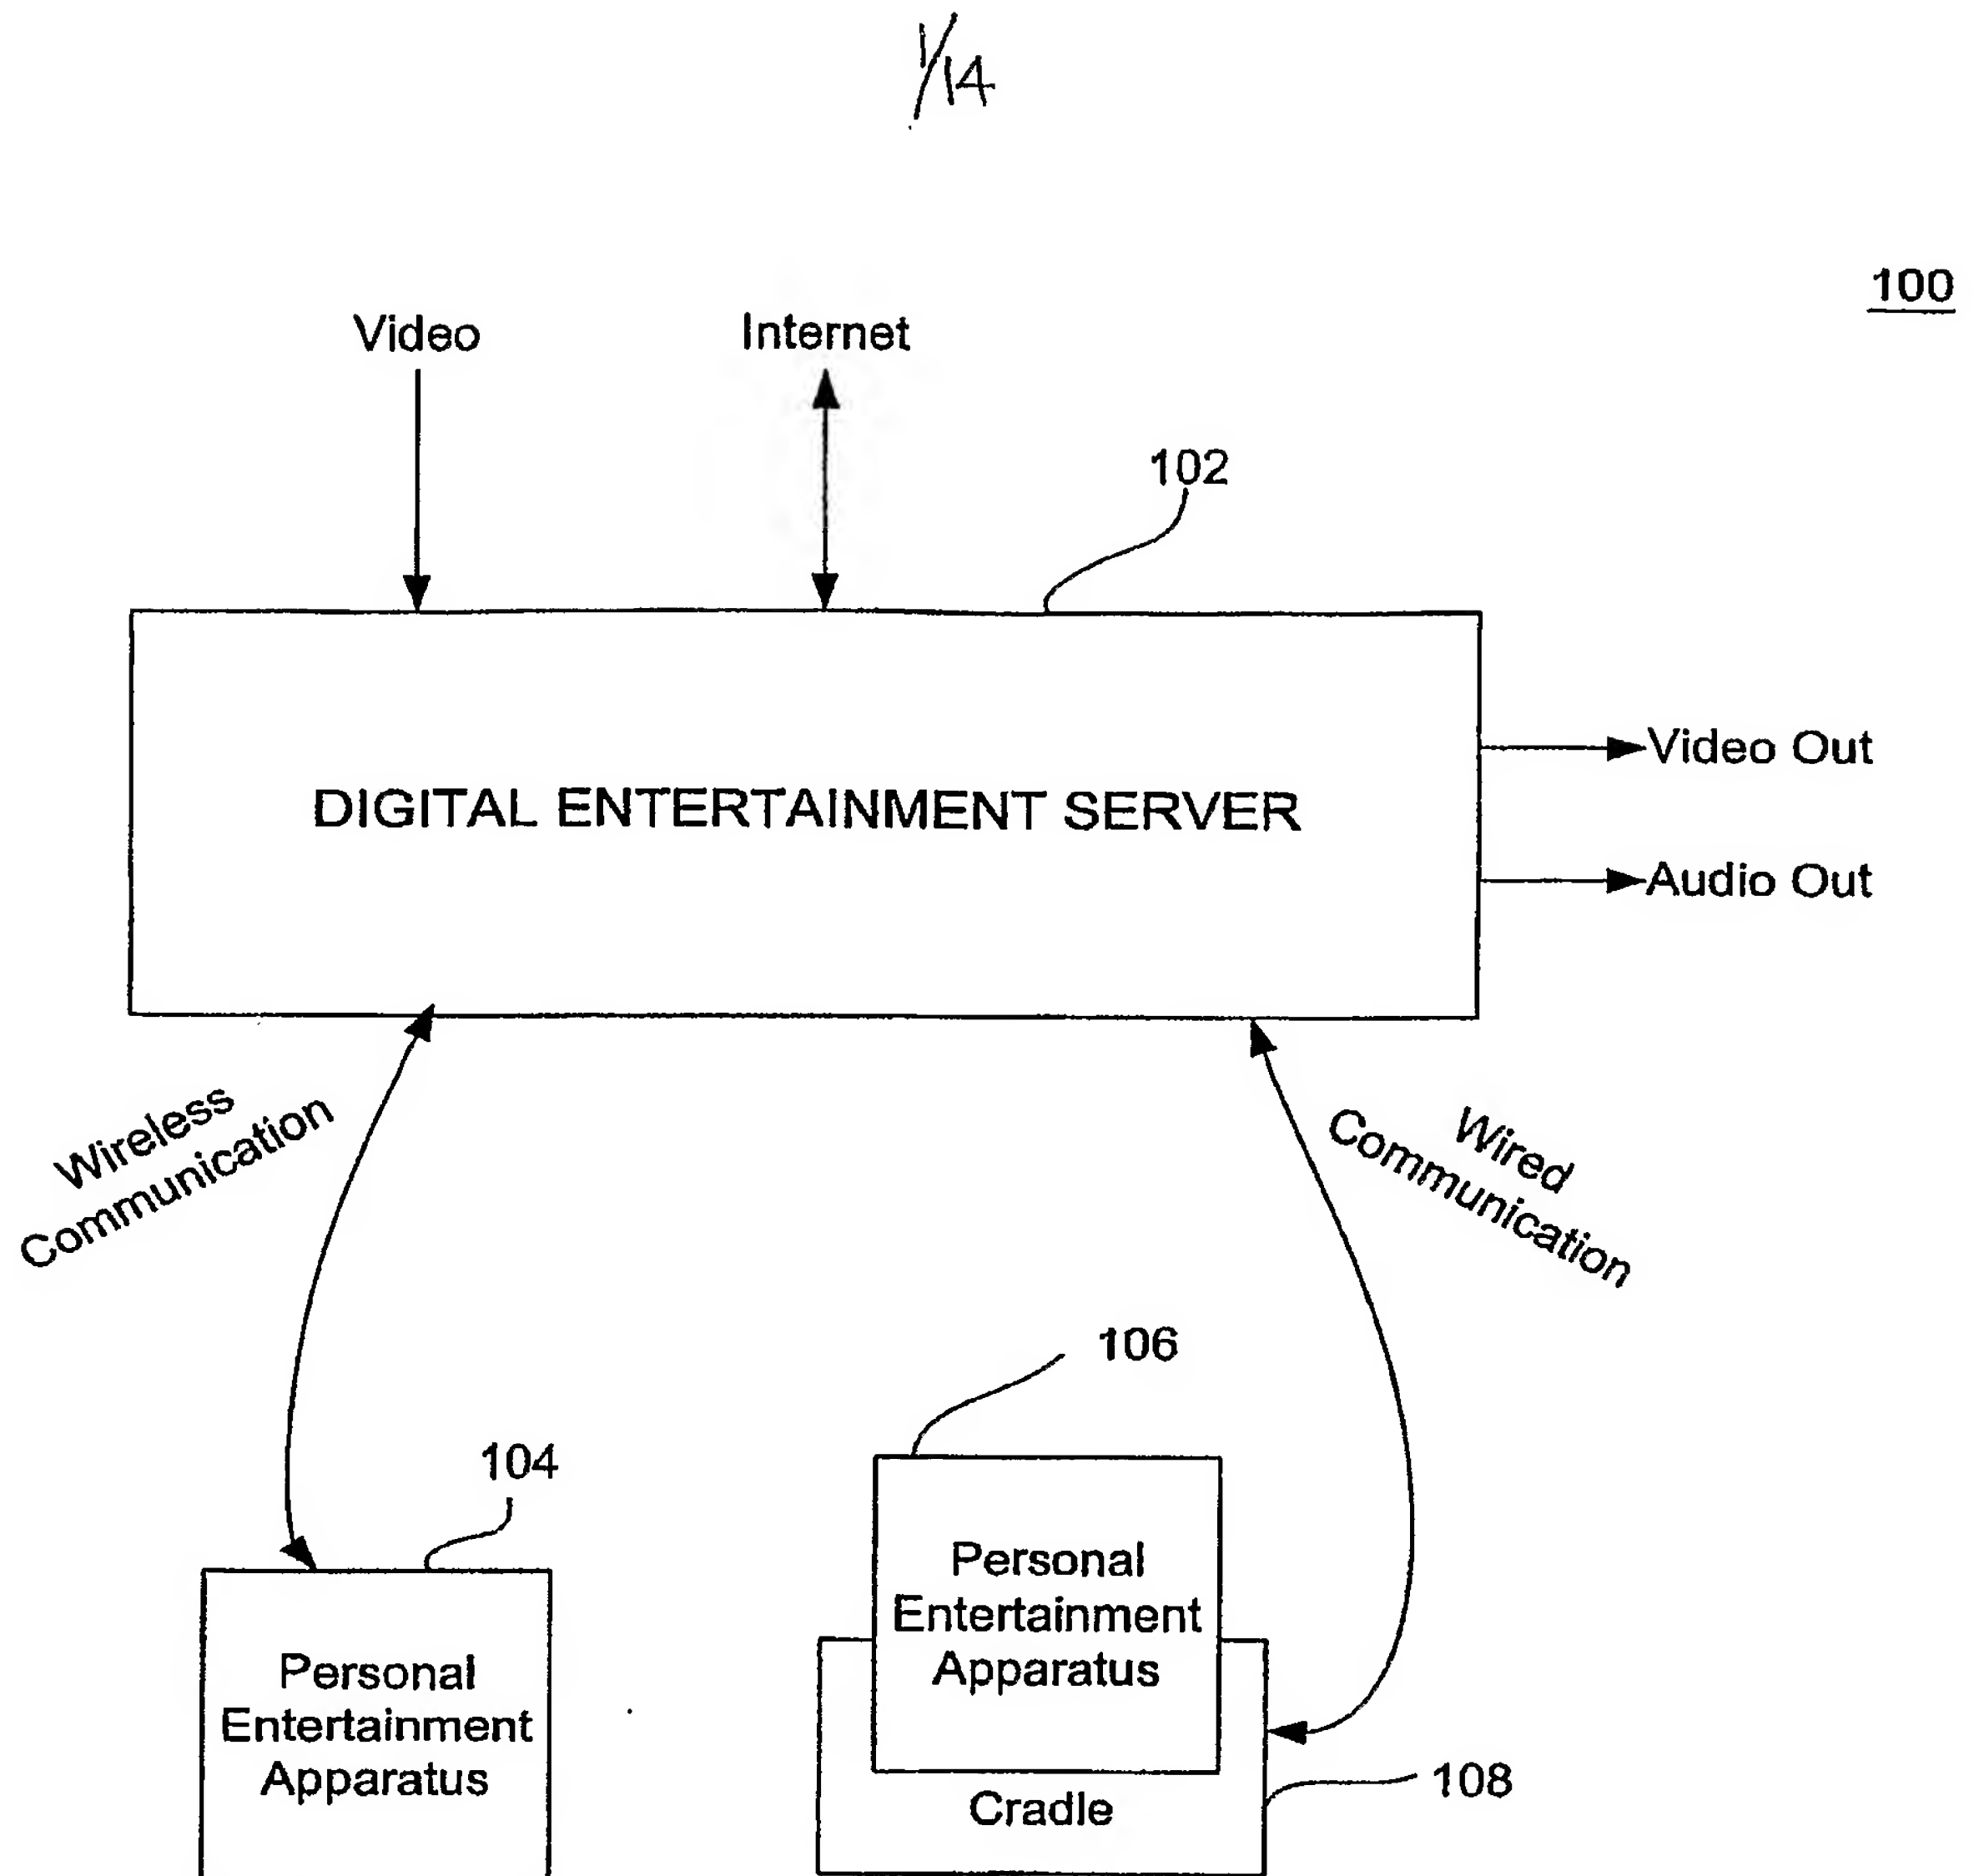 1/14
100
Video
Internet
102
DIGITAL ENTERTAINMENT SERVER
Video Out
Audio Out
Wireless
Communication
Wired
Communication
106
104
Personal
Entertainment
Apparatus
Personal
Entertainment
Apparatus
108
Cradle